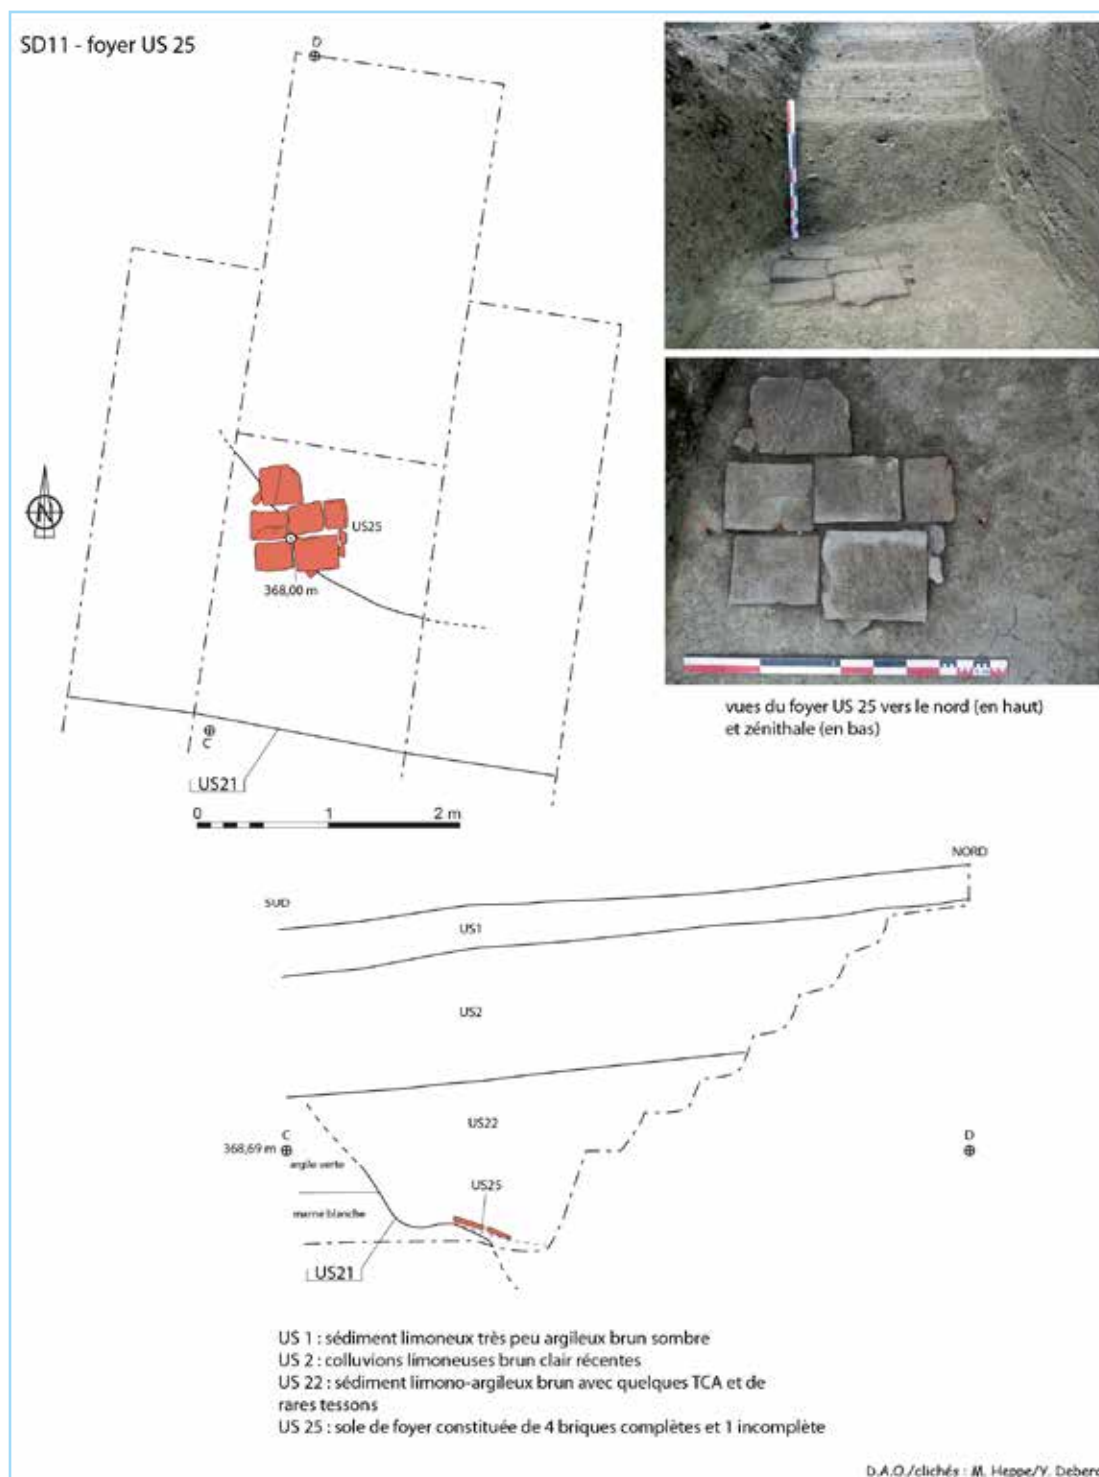 SD11 - foyer US 25
D
N
US25
368,00 m
C
US21
0 1 2 m
vues du foyer US 25 vers le nord (en haut)
et zénithale (en bas)
NORD
SUD
US1
US2
US22
C
368,69 m
D
argile verte
US25
marne blanche
US21
US 1 : sédiment limoneux très peu argileux brun sombre
US 2 : colluvions limoneuses brun clair récentes
US 22 : sédiment limono-argileux brun avec quelques TCA et de
rares tessons
US 25 : sole de foyer constituée de 4 briques complètes et 1 incomplète
D.A.O./clichés : M. Heppe/Y. Deberge